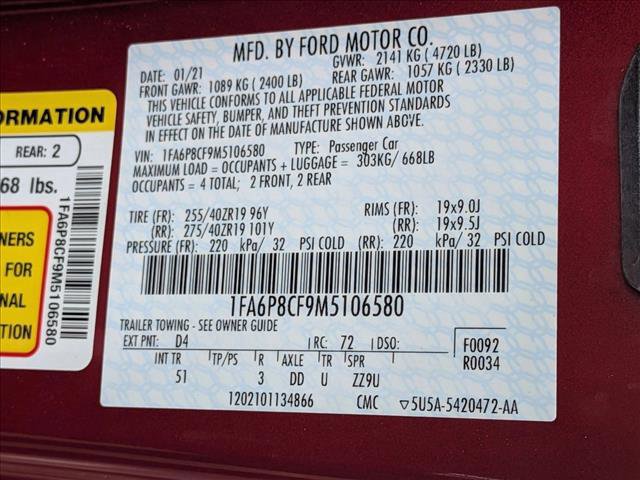 MFD. BY FORD MOTOR CO.
DATE: 01/21 GVWR: 2141 KG ( 4720 LB)
FRONT GAWR: 1089 KG ( 2400 LB) REAR GAWR: 1057 KG ( 2330 LB)
THIS VEHICLE CONFORMS TO ALL APPLICABLE FEDERAL MOTOR
VEHICLE SAFETY, BUMPER, AND THEFT PREVENTION STANDARDS
IN EFFECT ON THE DATE OF MANUFACTURE SHOWN ABOVE.
VIN: 1FA6P8CF9M5106580 TYPE: Passenger Car
MAXIMUM LOAD = OCCUPANTS + LUGGAGE = 303KG/ 668LB
OCCUPANTS = 4 TOTAL; 2 FRONT, 2 REAR
TIRE (FR): 255/40ZR19 96Y RIMS (FR): 19x9.0J
(RR): 275/40ZR19 101Y (RR): 19x9.5J
PRESSURE (FR): 220 kPa/ 32 PSI COLD (RR): 220 kPa/ 32 PSI COLD
1FA6P8CF9M5106580
TRAILER TOWING - SEE OWNER GUIDE
EXT PNT: D4 RC: 72 DSO: F0092
R0034
INT TR TP/PS R AXLE TR SPR
51 3 DD U ZZ9U
1202101134866 CMC ▽5U5A-5420472-AA
ORMATION
REAR: 2
68 lbs.
NERS
FOR
NAL
TION
1FA6P8CF9M5106580